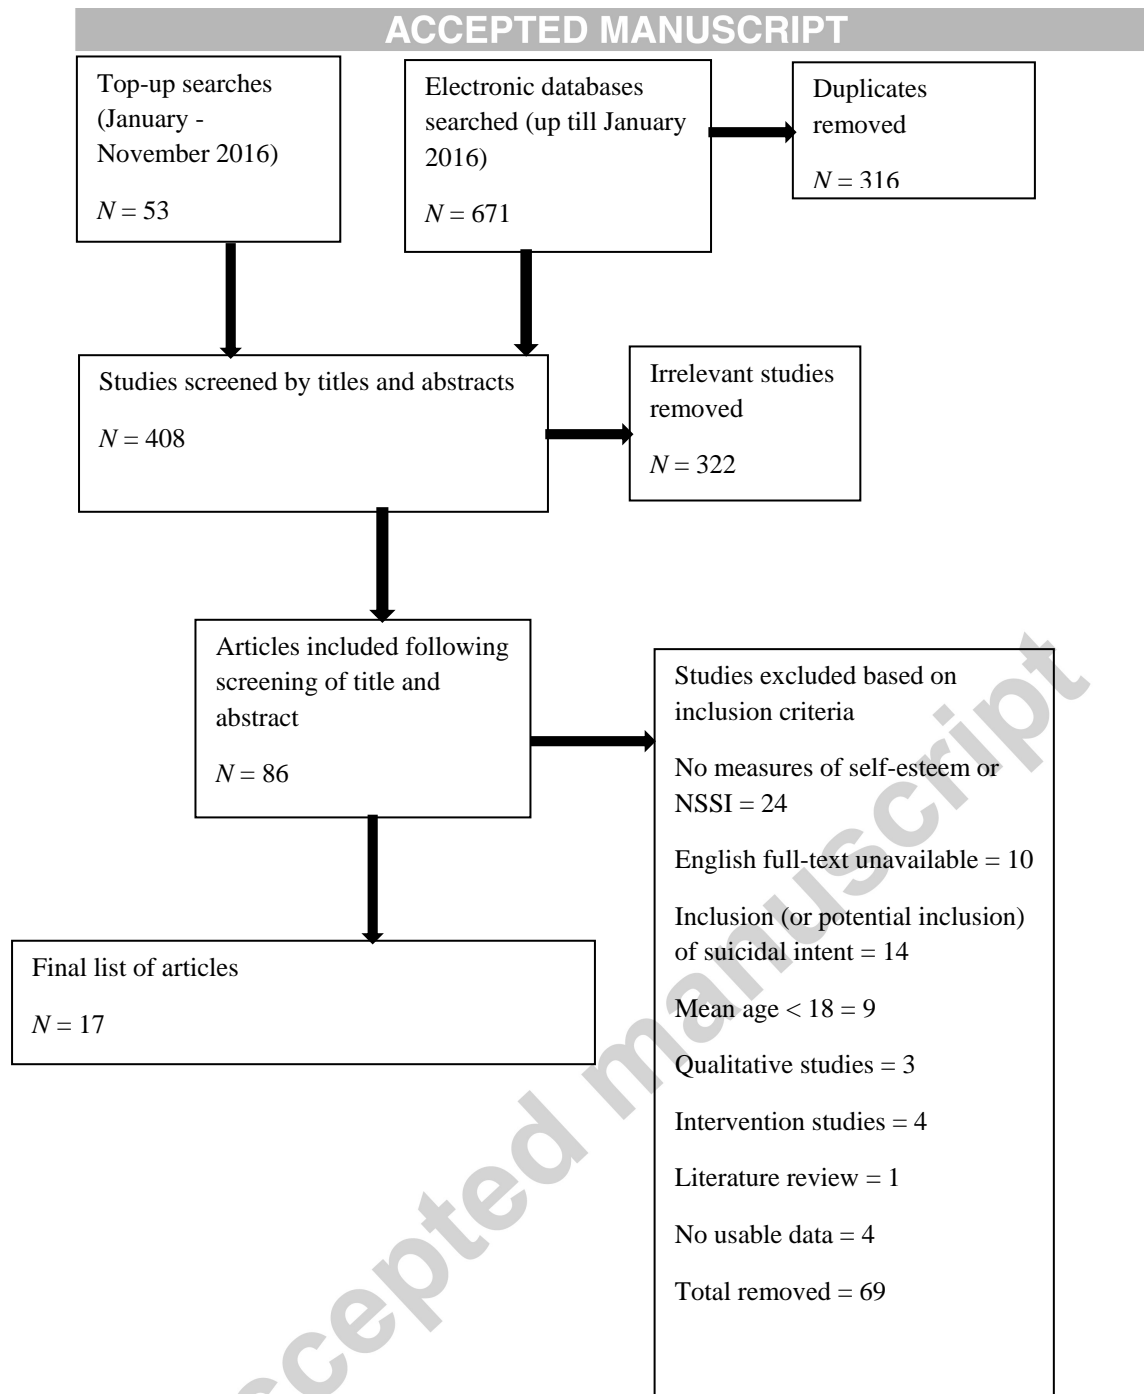 ACCEPTED MANUSCRIPT
Top-up searches
(January -
November 2016)
N = 53
Electronic databases
searched (up till January
2016)
N = 671
Duplicates
removed
N = 316
Studies screened by titles and abstracts
N = 408
Irrelevant studies
removed
N = 322
Articles included following
screening of title and
abstract
N = 86
Studies excluded based on
inclusion criteria
No measures of self-esteem or
NSSI = 24
English full-text unavailable = 10
Inclusion (or potential inclusion)
of suicidal intent = 14
Mean age < 18 = 9
Qualitative studies = 3
Intervention studies = 4
Literature review = 1
No usable data = 4
Total removed = 69
Final list of articles
N = 17
scepted manuscript